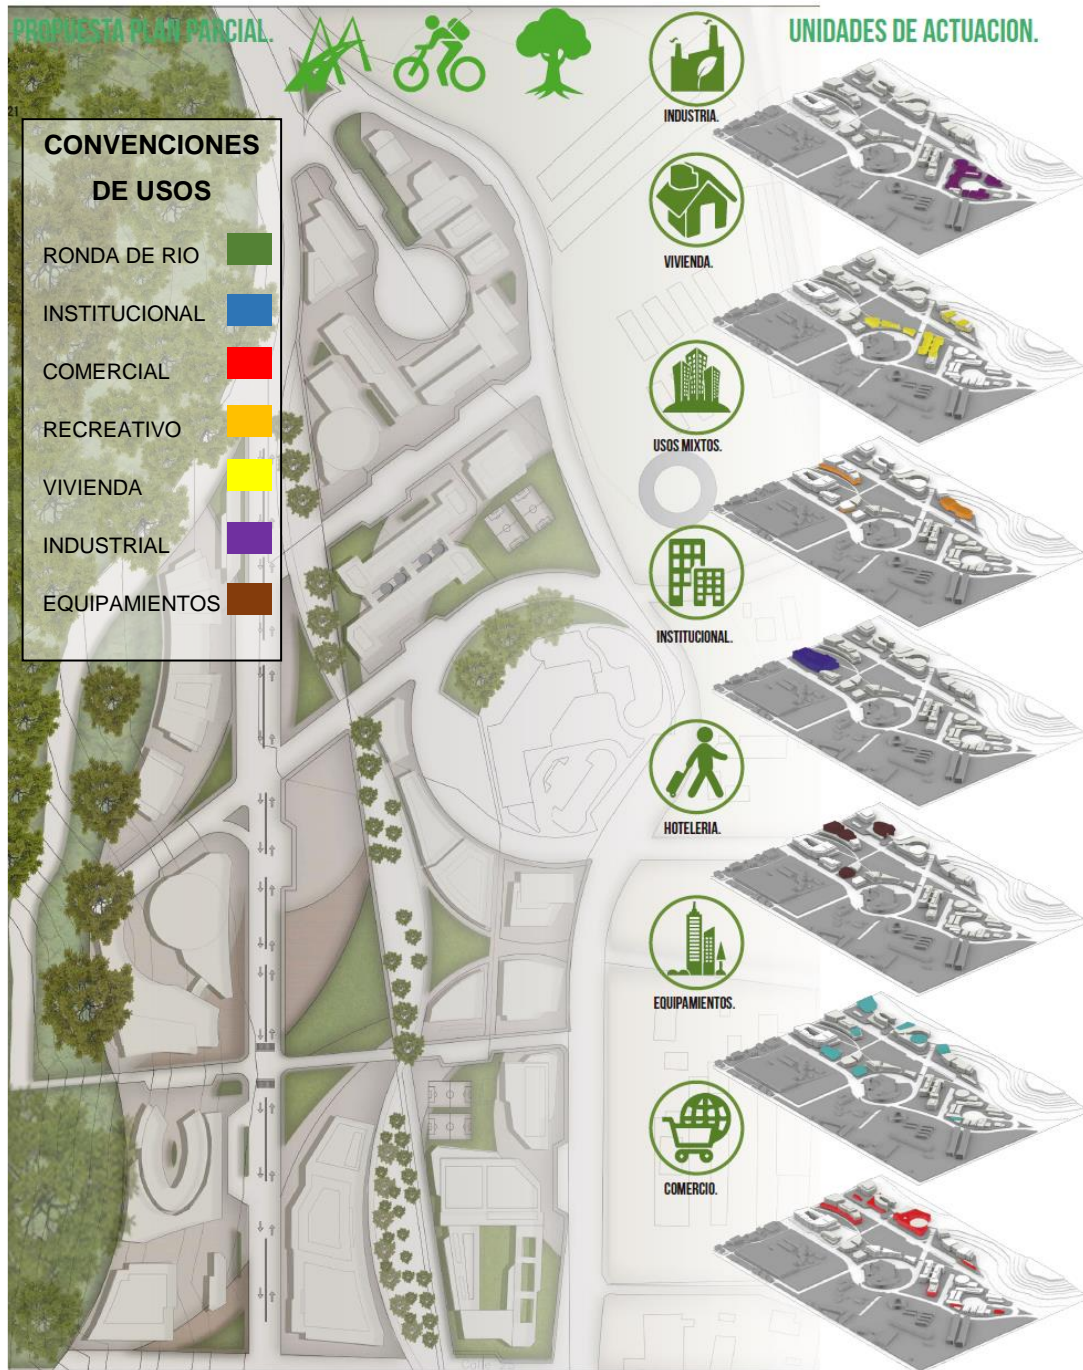 PROPUESTA PLAN PARCIAL.
UNIDADES DE ACTUACION.
21
CONVENCIONES
DE USOS
RONDA DE RIO
INSTITUCIONAL
COMERCIAL
RECREATIVO
VIVIENDA
INDUSTRIAL
EQUIPAMIENTOS
INDUSTRIA.
VIVIENDA.
USOS MIXTOS.
INSTITUCIONAL.
HOTELERIA.
EQUIPAMIENTOS.
COMERCIO.